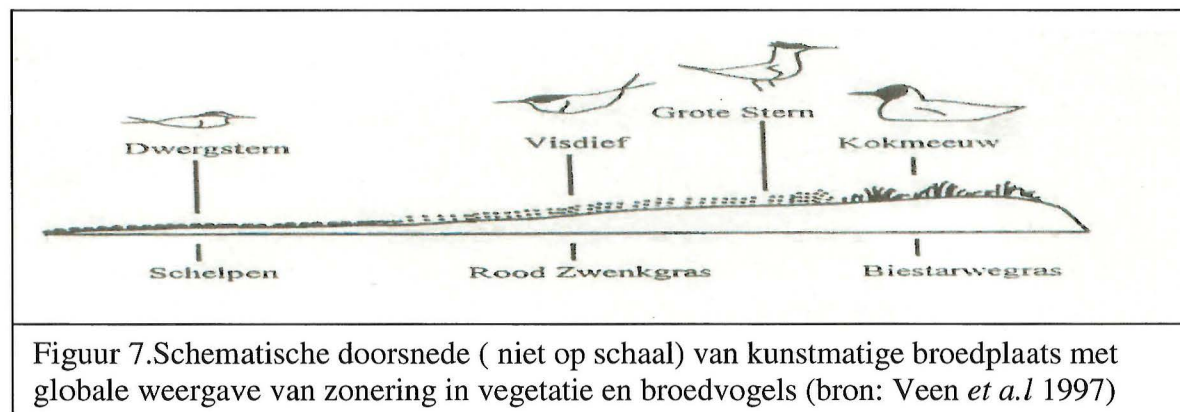 Grote Stern
Dwergstern Visdief Kokmeeuw
Schelpen Rood Zwenkgras Biestarwegras
Figuur 7.Schematische doorsnede ( niet op schaal) van kunstmatige broedplaats met
globale weergave van zonering in vegetatie en broedvogels (bron: Veen et a.l 1997)